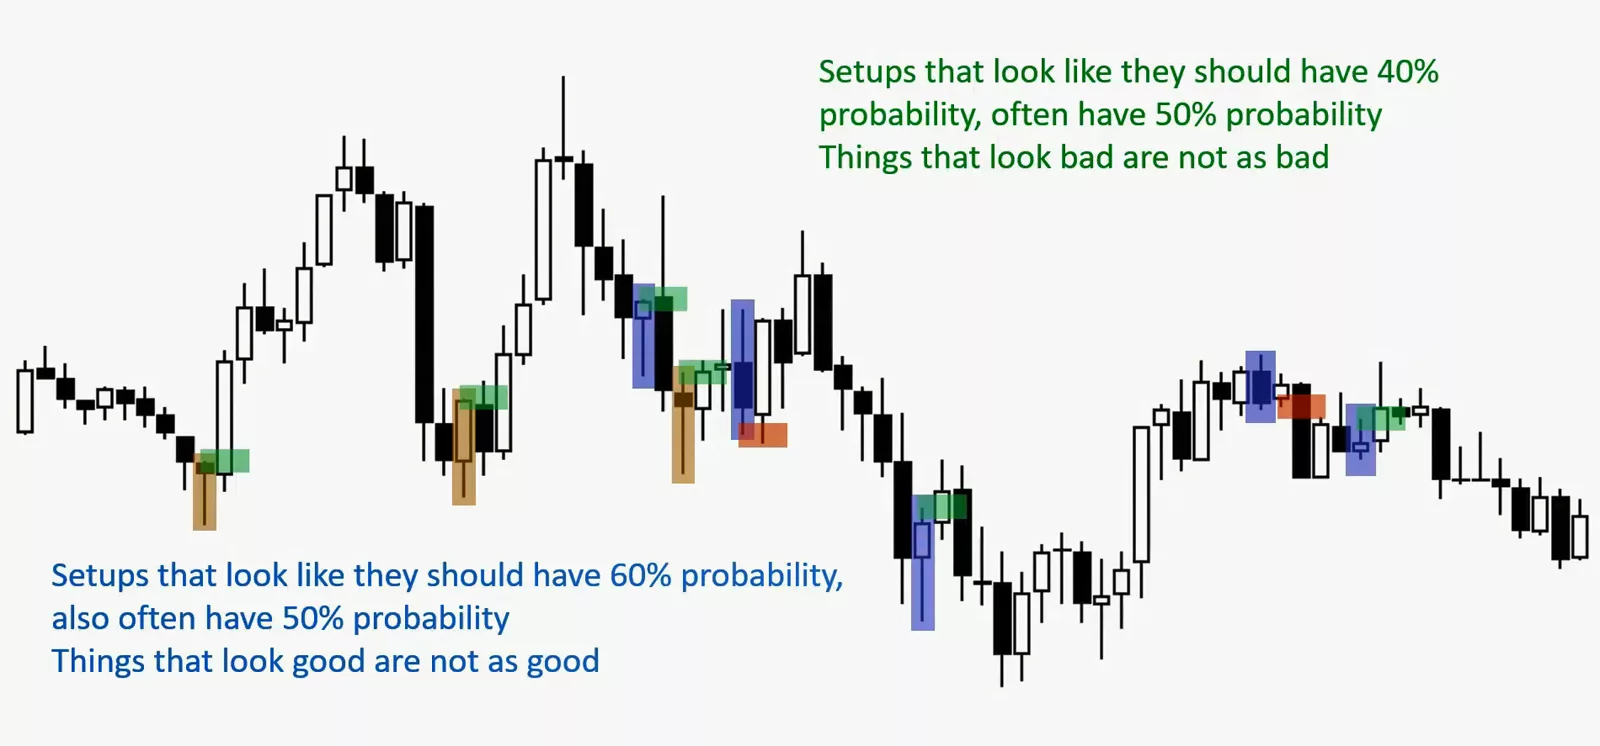 Setups that look like they should have 40%
probability, often have 50% probability
Things that look bad are not as bad
Setups that look like they should have 60% probability,
also often have 50% probability
Things that look good are not as good